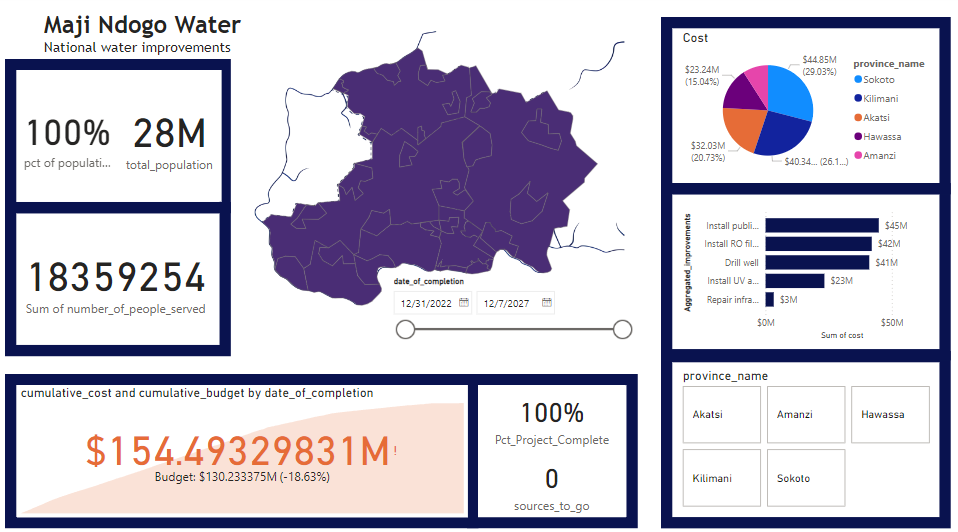 Maji Ndogo Water
National water improvements
100%
pct of populati...
28M
total_population
18359254
Sum of number_of_people_served
date_of_completion
12/31/2022
12/7/2027
cumulative_cost and cumulative_budget by date_of_completion
$154.49329831M!
Budget: $130.233375M (-18.63%)
100%
Pct_Project_Complete
0
sources_to_go
Cost
$44.85M
(29.03%)
$40.34... (26.1...)
$32.03M
(20.73%)
$23.24M
(15.04%)
province_name
Sokoto
Kilimani
Akatsi
Hawassa
Amanzi
Aggregated_improvements
Install publi...
$45M
Install RO fil...
$42M
Drill well
$41M
Install UV a...
$23M
Repair infra...
$3M
$0M
$50M
Sum of cost
province_name
Akatsi
Amanzi
Hawassa
Kilimani
Sokoto